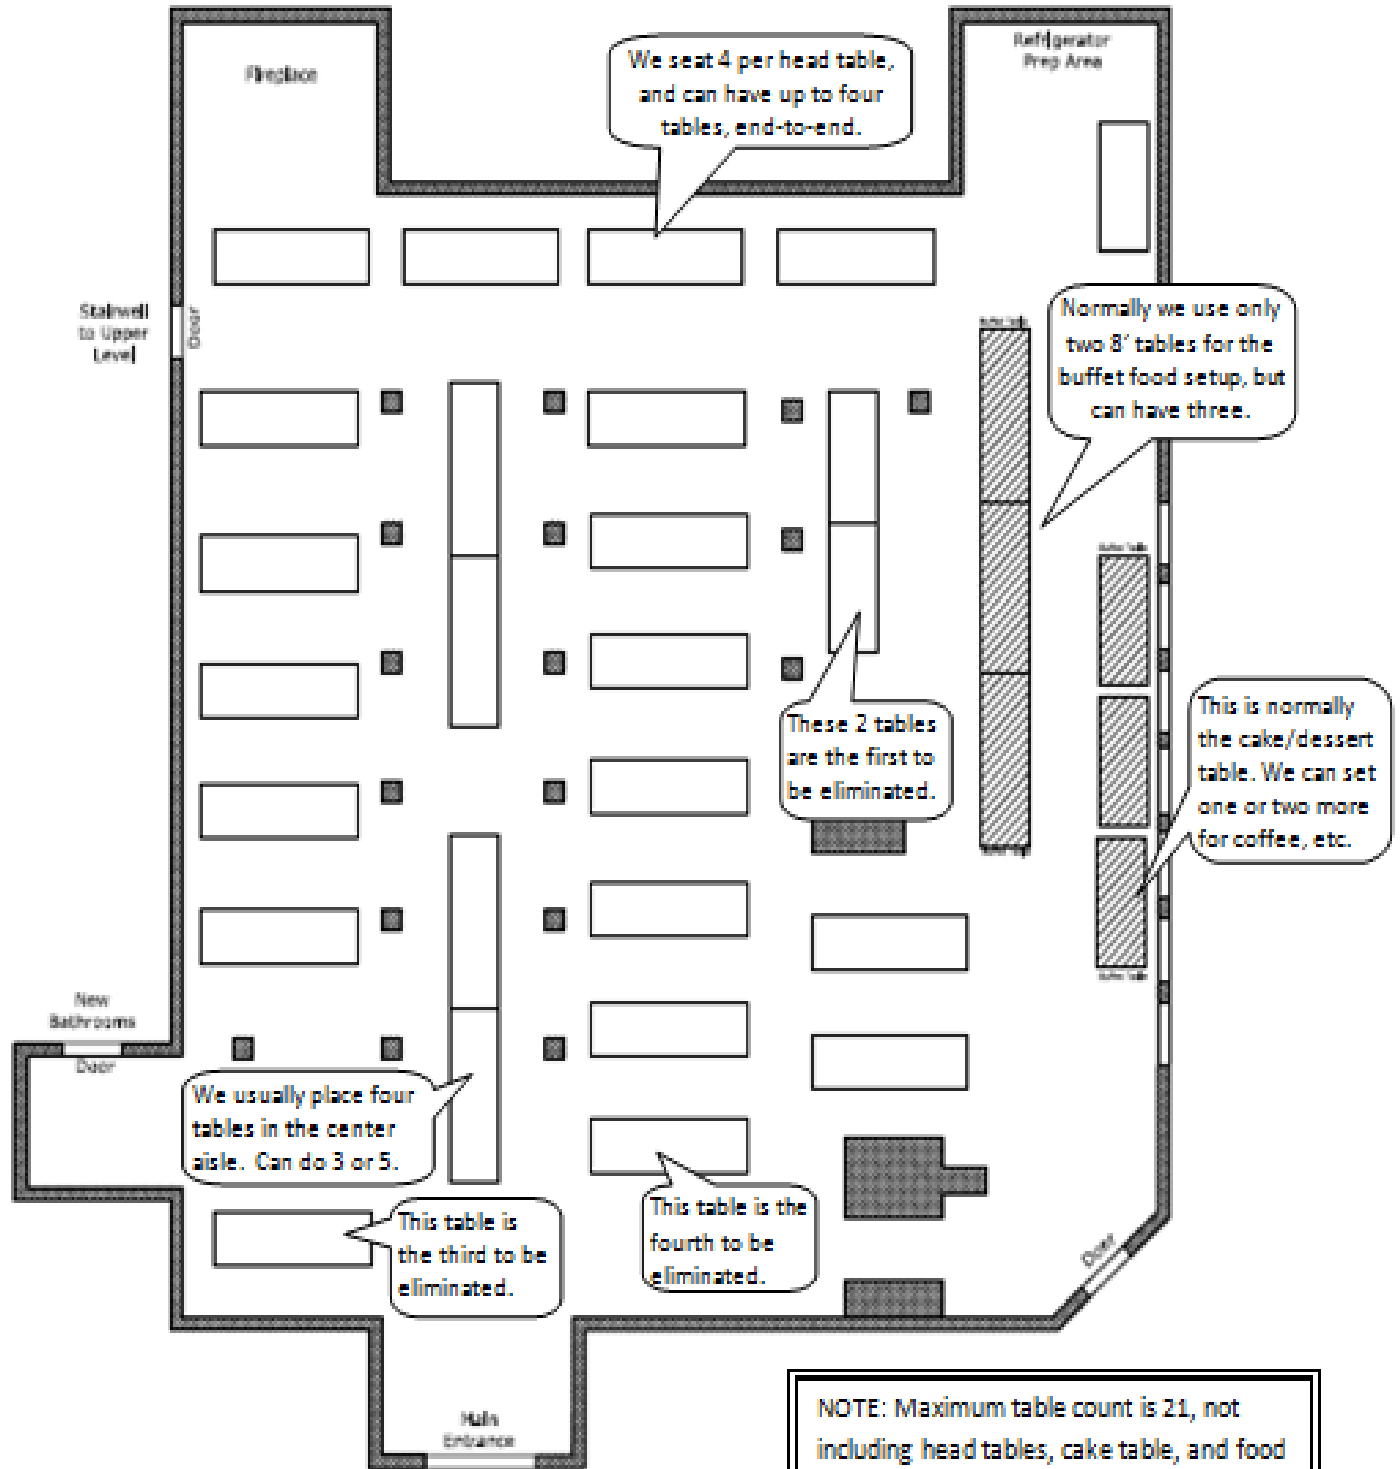 Fireplace
We seat 4 per head table,
and can have up to four
tables, end-to-end.
Refrigerator
Prep Area
Stairwell
to Upper
Level
Door
Normally we use only
two 8' tables for the
buffet food setup, but
can have three.
These 2 tables
are the first to
be eliminated.
This is normally
the cake/dessert
table. We can set
one or two more
for coffee, etc.
New
Bathrooms
Door
We usually place four
tables in the center
aisle. Can do 3 or 5.
This table is
the third to be
eliminated.
This table is the
fourth to be
eliminated.
Door
Main
Entrance
NOTE: Maximum table count is 21, not
including head tables, cake table, and food